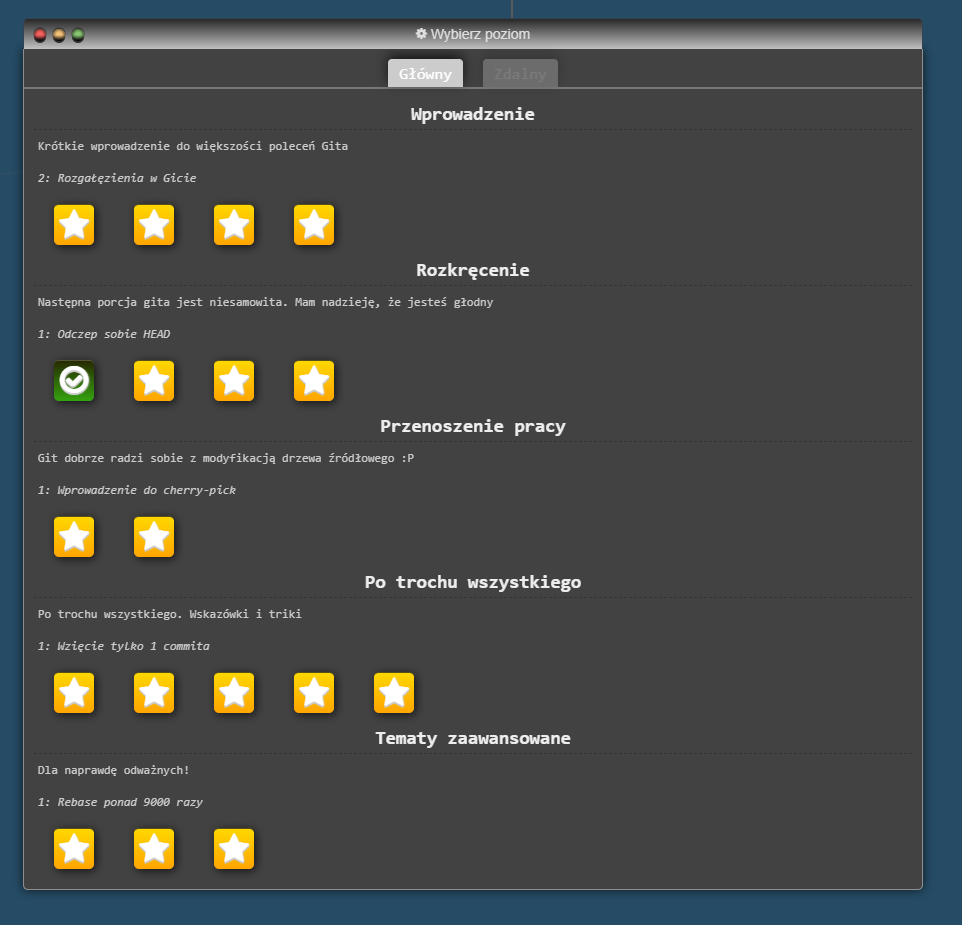 Wybierz poziom
Główny
Zdalny
Wprowadzenie
Krótkie wprowadzenie do większości poleceń Gita
2: Rozgałęzienia w Gicie
Rozkręcenie
Następna porcja gita jest niesamowita. Mam nadzieję, że jesteś głodny
1: Odczep sobie HEAD
Przenoszenie pracy
Git dobrze radzi sobie z modyfikacją drzewa źródłowego :P
1: Wprowadzenie do cherry-pick
Po trochu wszystkiego
Po trochu wszystkiego. Wskazówki i triki
1: Wzięcie tylko 1 commita
Tematy zaawansowane
Dla naprawdę odważnych!
1: Rebase ponad 9000 razy